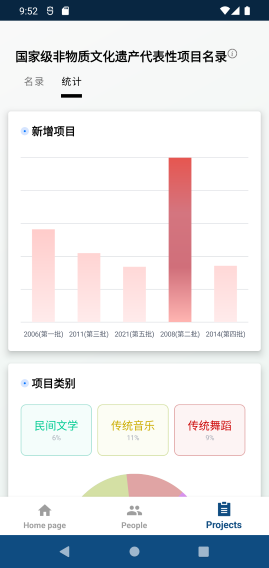 9:52
国家级非物质文化遗产代表性项目名录
名录 统计
新增项目
2006(第一批) 2011(第三批) 2021(第五批) 2008(第二批) 2014(第四批)
项目类别
民间文学 传统音乐 传统舞蹈
6% 11% 9%
Home page People Projects